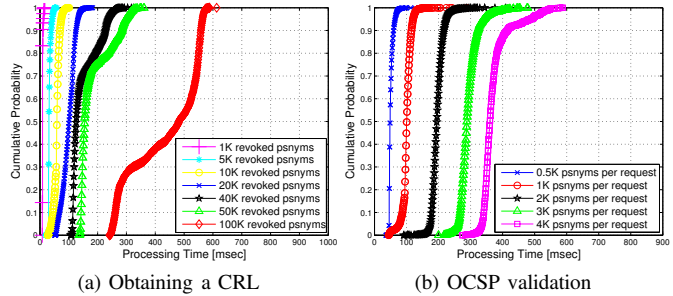 1
0.9
0.8
0.7
0.6
0.5
0.4
0.3
0.2
0.1
0
Cumulative Probability
0 100 200 300 400 500 600 700 800 900 1000
Processing Time [msec]
1K revoked psnyms
5K revoked psnyms
10K revoked psnyms
20K revoked psnyms
40K revoked psnyms
50K revoked psnyms
100K revoked psnyms
(a) Obtaining a CRL
1
0.9
0.8
0.7
0.6
0.5
0.4
0.3
0.2
0.1
0
Cumulative Probability
0 100 200 300 400 500 600 700 800 900
Processing Time [msec]
0.5K psnyms per request
1K psnyms per request
2K psnyms per request
3K psnyms per request
4K psnyms per request
(b) OCSP validation